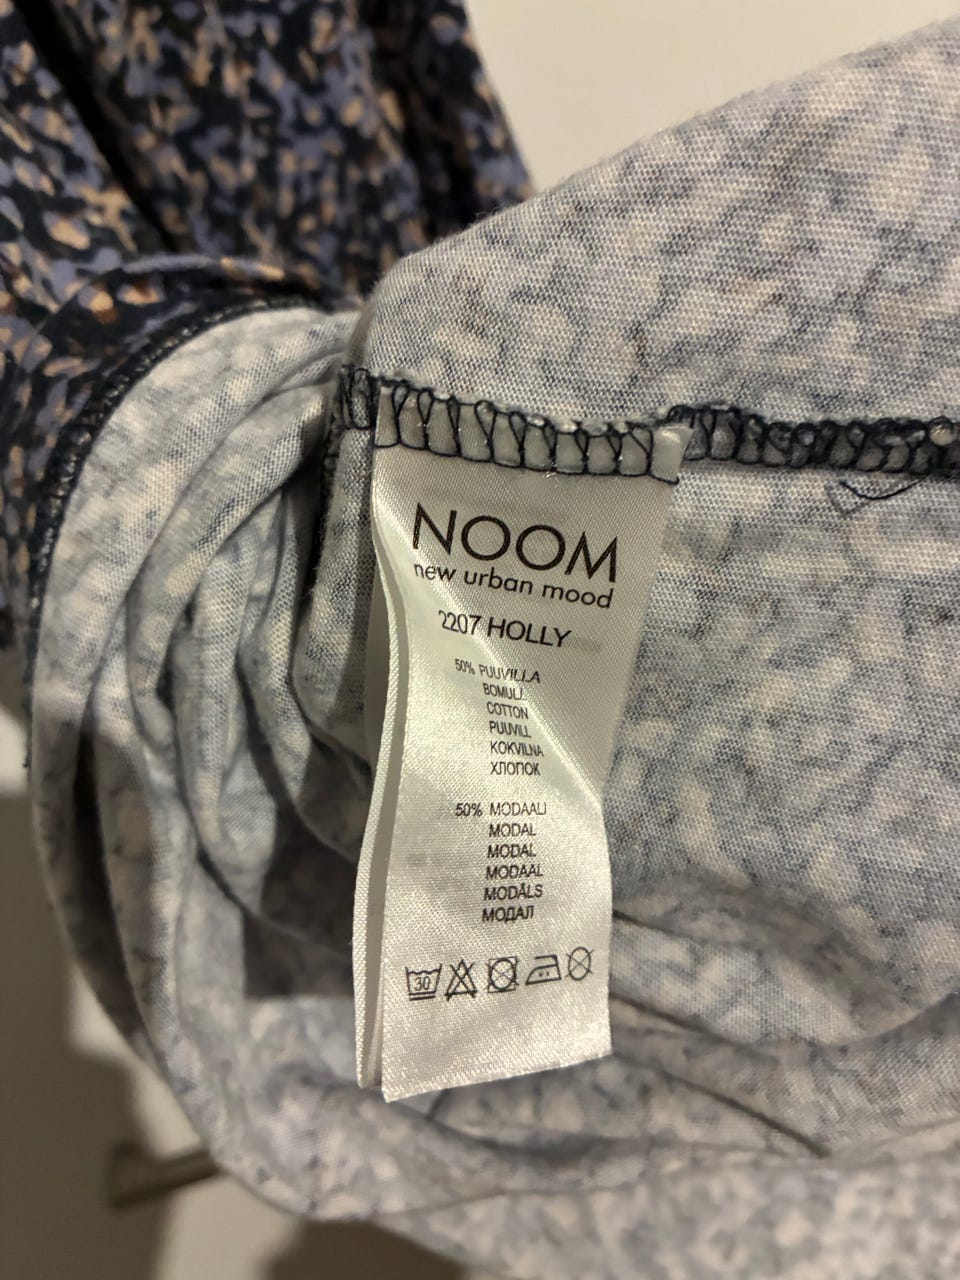 NOOM
new urban mood
2207 HOLLY
50% PUUVILLA
BOMULL
COTTON
PUUVILL
KOKVILNA
ХЛОПОК
50% MODAALI
MODAL
MODAL
MODAAL
MODĀLS
МОДАЛ
30